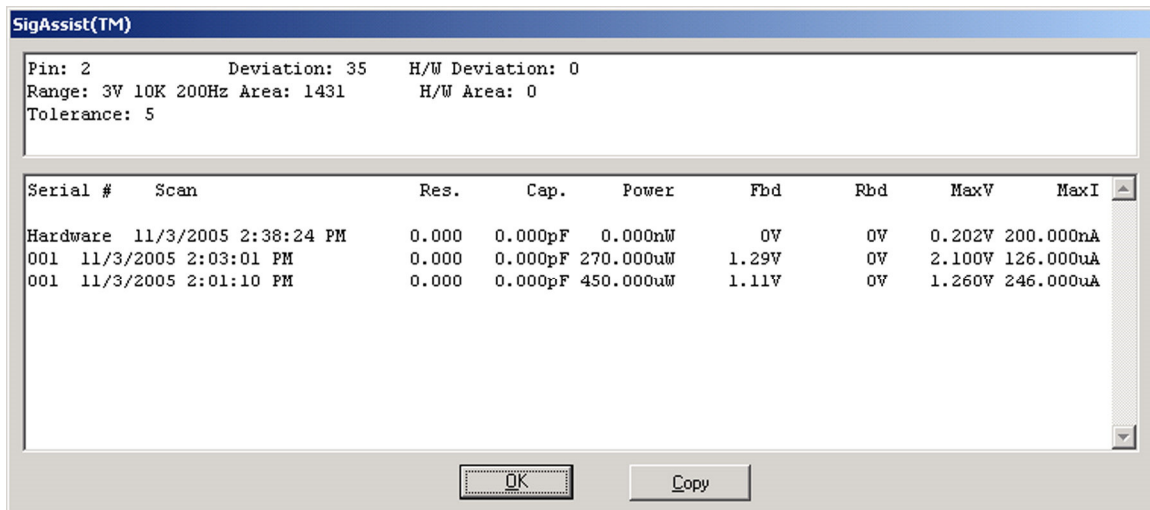 SigAssist(TM)
Pin: 2 Deviation: 35 H/W Deviation: 0
Range: 3V 10K 200Hz Area: 1431 H/W Area: 0
Tolerance: 5
Serial # Scan Res. Cap. Power Fbd Rbd MaxV MaxI
Hardware 11/3/2005 2:38:24 PM 0.000 0.000pF 0.000nW 0V 0V 0.202V 200.000nA
001 11/3/2005 2:03:01 PM 0.000 0.000pF 270.000uW 1.29V 0V 2.100V 126.000uA
001 11/3/2005 2:01:10 PM 0.000 0.000pF 450.000uW 1.11V 0V 1.260V 246.000uA
OK Copy